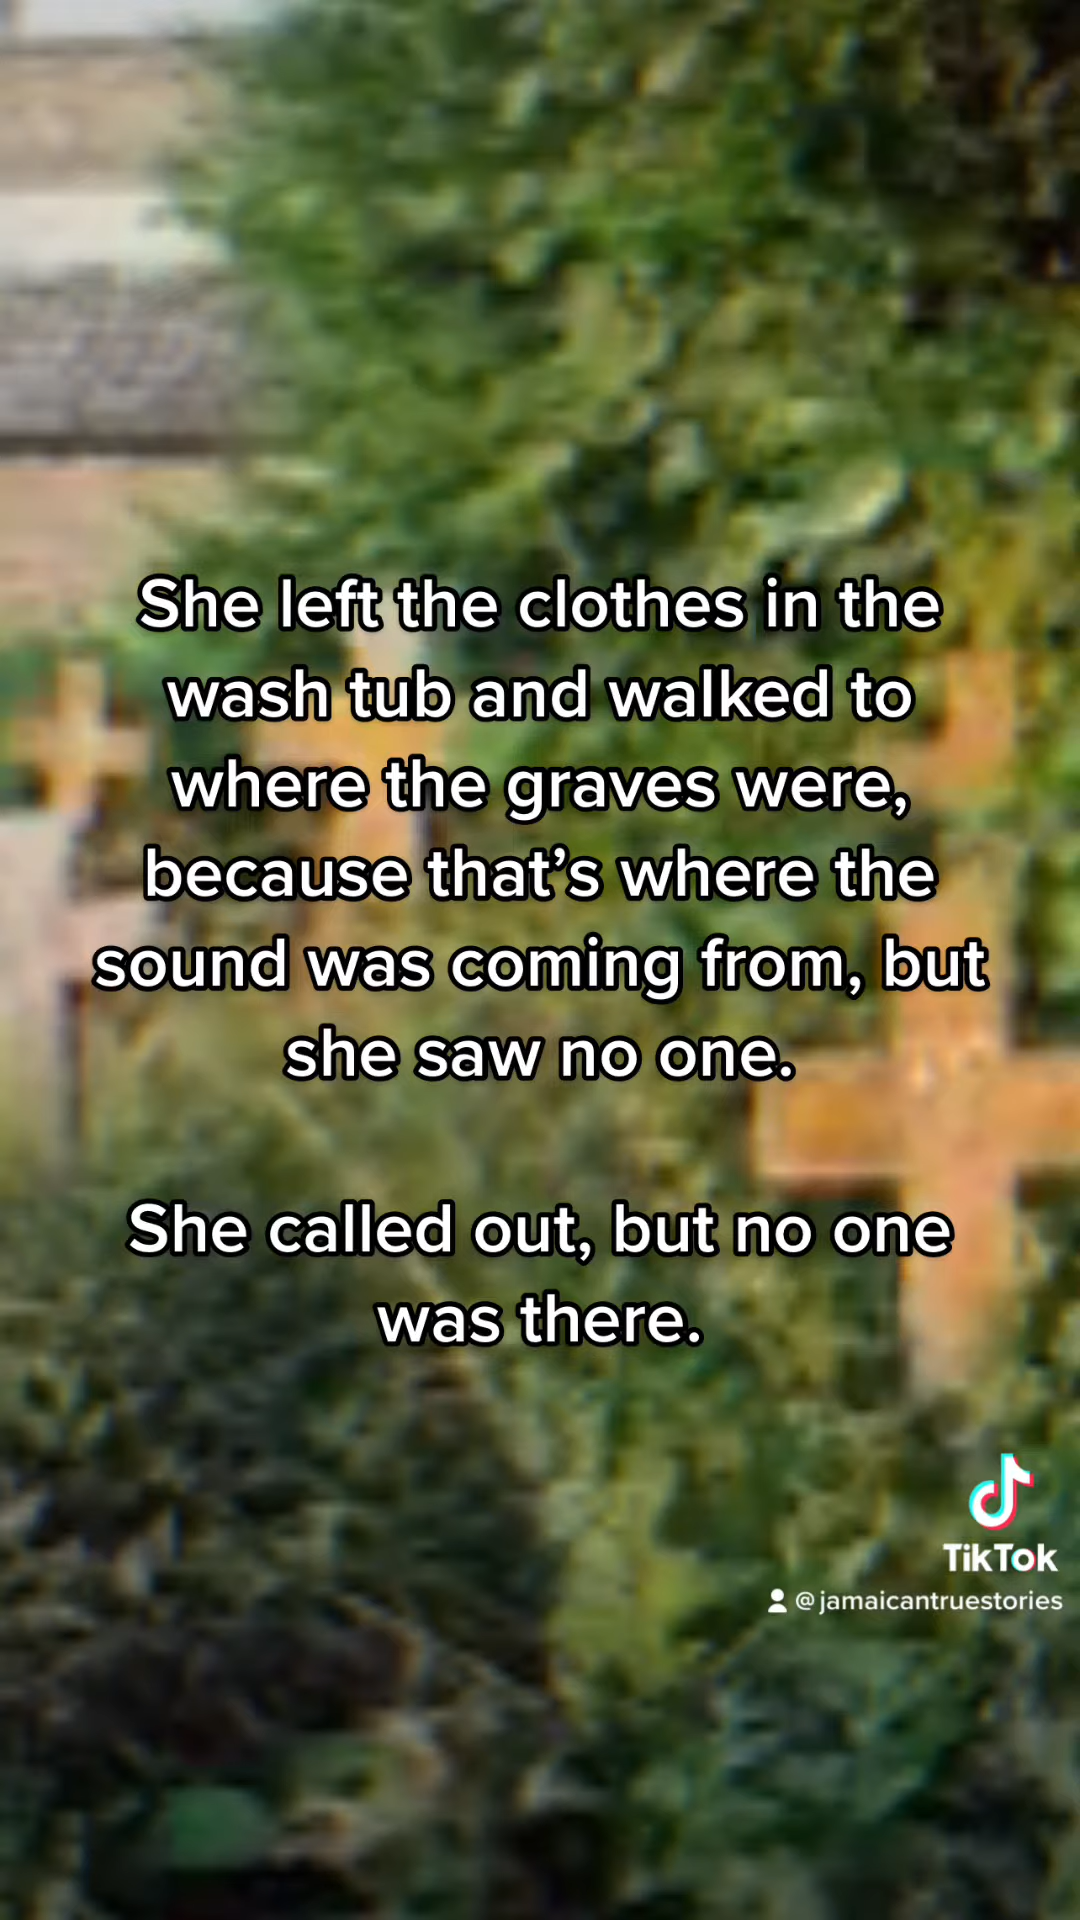 She left the clothes in the
wash tub and walked to
where the graves were,
because that’s where the
sound was coming from, but
she saw no one.
She called out, but no one
was there.
TikTok
@jamaicantruestories